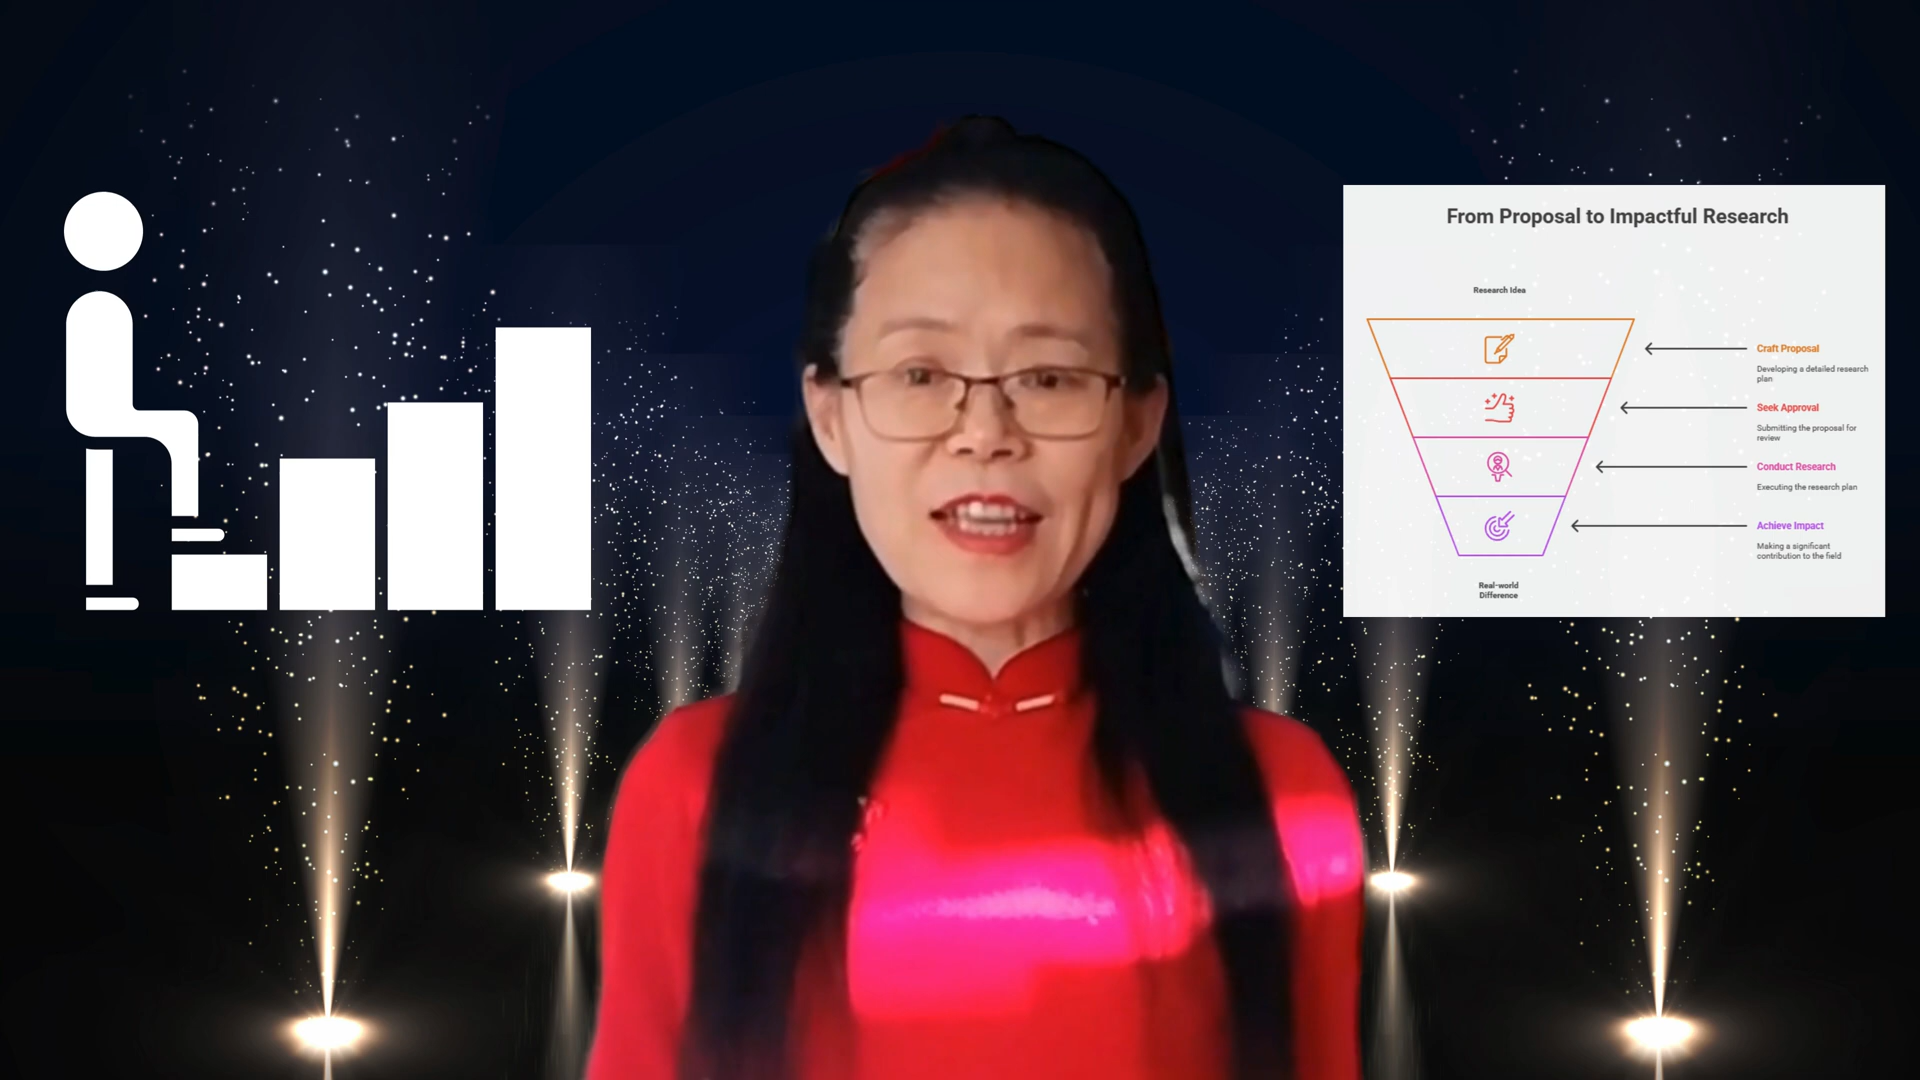 From Proposal to Impactful Research
Research Idea
Craft Proposal
Developing a detailed research
plan
Seek Approval
Submitting the proposal for
review
Conduct Research
Executing the research plan
Achieve Impact
Making a significant
contribution to the field
Real-world
Difference